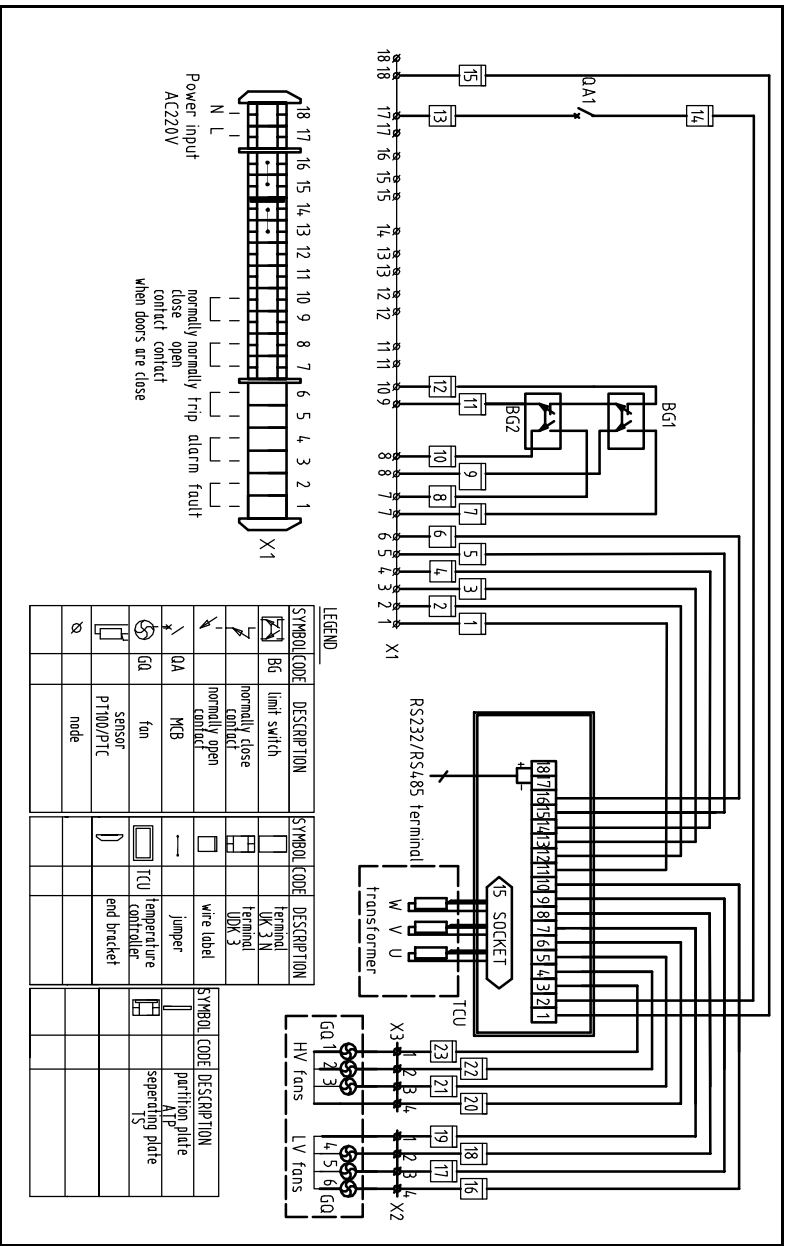 18
18
17
17
16
15
15
14
13
13
12
12
11
11
10
9
8
8
7
7
6
5
4
3
2
1
X1
15
13
QA1
14
12
11
BG2
BG1
10
9
8
7
6
5
4
3
2
1
Power input
AC220V
N L
18 17 16 15 14 13 12 11 10 9 8 7 6 5 4 3 2 1
X1
normally normally trip alarm fault
close open
contact contact
when doors are close
RS232/RS485 terminal
+ -
18 17 16 15 14 13 12 11 10 9 8 7 6 5 4 3 2 1
15 SOCKET
TCU
W V U
transformer
23
22
21
20
19
18
17
16
X3
1 2 3 4
GQ 1 2 3
HV fans
1 2 3 4
X2
4 5 6 GQ
LV fans
LEGEND
SYMBOL CODE DESCRIPTION
BG limit switch
normally close
contact
normally open
contact
QA MCB
GQ fan
sensor
PT100/PTC
node
SYMBOL CODE DESCRIPTION
terminal
UK 3 N
terminal
UDK 3
wire label
jumper
TCU temperature
controller
end bracket
SYMBOL CODE DESCRIPTION
partition plate
ATP
seperating plate
TS